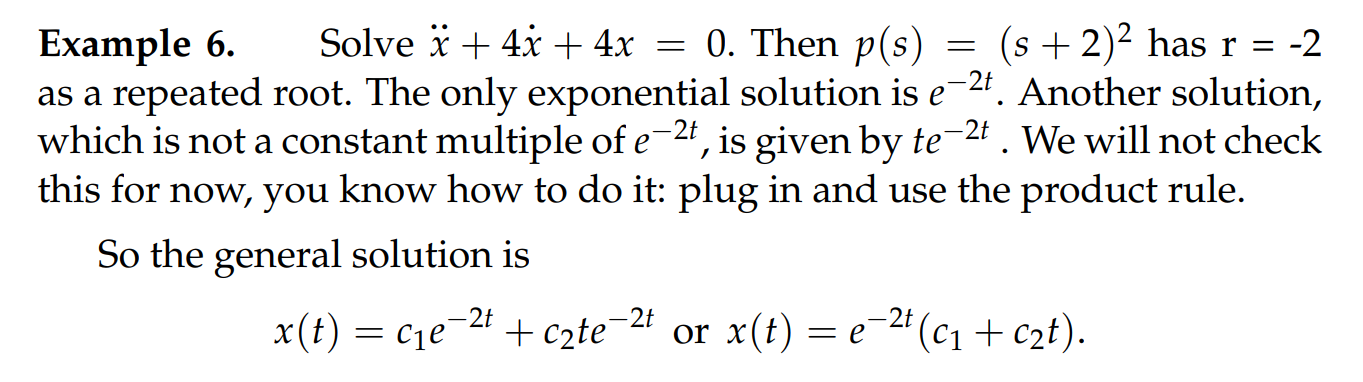 Example 6. Solve ẍ + 4ẋ + 4x = 0. Then p(s) = (s + 2)² has r = -2
as a repeated root. The only exponential solution is e⁻²ᵗ. Another solution,
which is not a constant multiple of e⁻²ᵗ, is given by te⁻²ᵗ . We will not check
this for now, you know how to do it: plug in and use the product rule.
So the general solution is
x(t) = c₁e⁻²ᵗ + c₂te⁻²ᵗ or x(t) = e⁻²ᵗ(c₁ + c₂t).